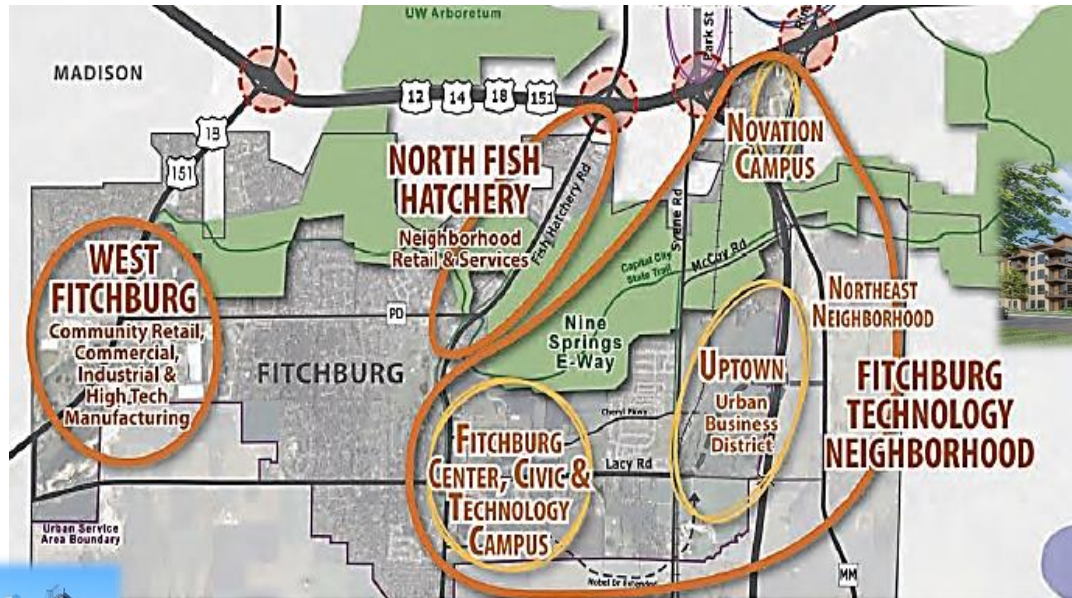 UW Arboretum
Park St
MADISON
12 14 18 151
18
151
NOVATION
CAMPUS
NORTH FISH
HATCHERY
Neighborhood
Retail & Services
Fish Hatchery Rd
Syene Rd
Capital City
State Trail
McCoy Rd
WEST
FITCHBURG
Community Retail,
Commercial,
Industrial &
High Tech
Manufacturing
PD
FITCHBURG
Nine
Springs
E-Way
NORTHEAST
NEIGHBORHOOD
UPTOWN
Urban
Business
District
FITCHBURG
TECHNOLOGY
NEIGHBORHOOD
Cheryl Pkwy
FITCHBURG
CENTER, CIVIC &
TECHNOLOGY
CAMPUS
Lacy Rd
Urban Service
Area Boundary
Nobel Dr Extended
MM